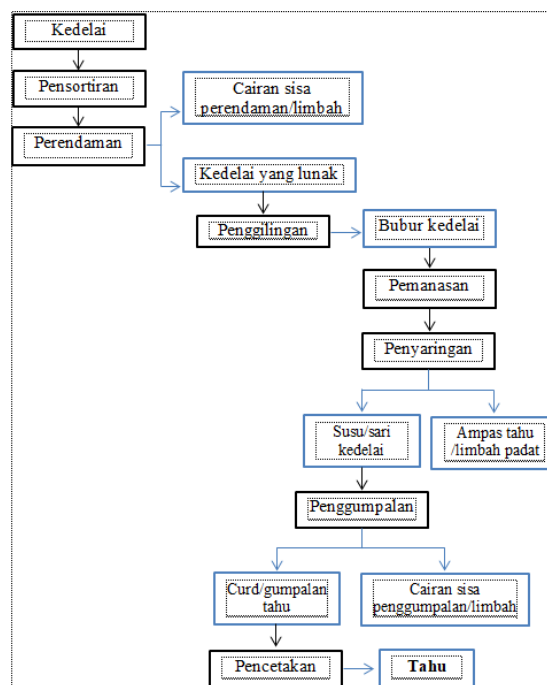 Kedelai
Pensortiran
Perendaman
Cairan sisa
perendaman/limbah
Kedelai yang lunak
Penggilingan
Bubur kedelai
Pemanasan
Penyaringan
Susu/sari
kedelai
Ampas tahu
/limbah padat
Penggumpalan
Curd/gumpalan
tahu
Cairan sisa
penggumpalan/limbah
Pencetakan
Tahu